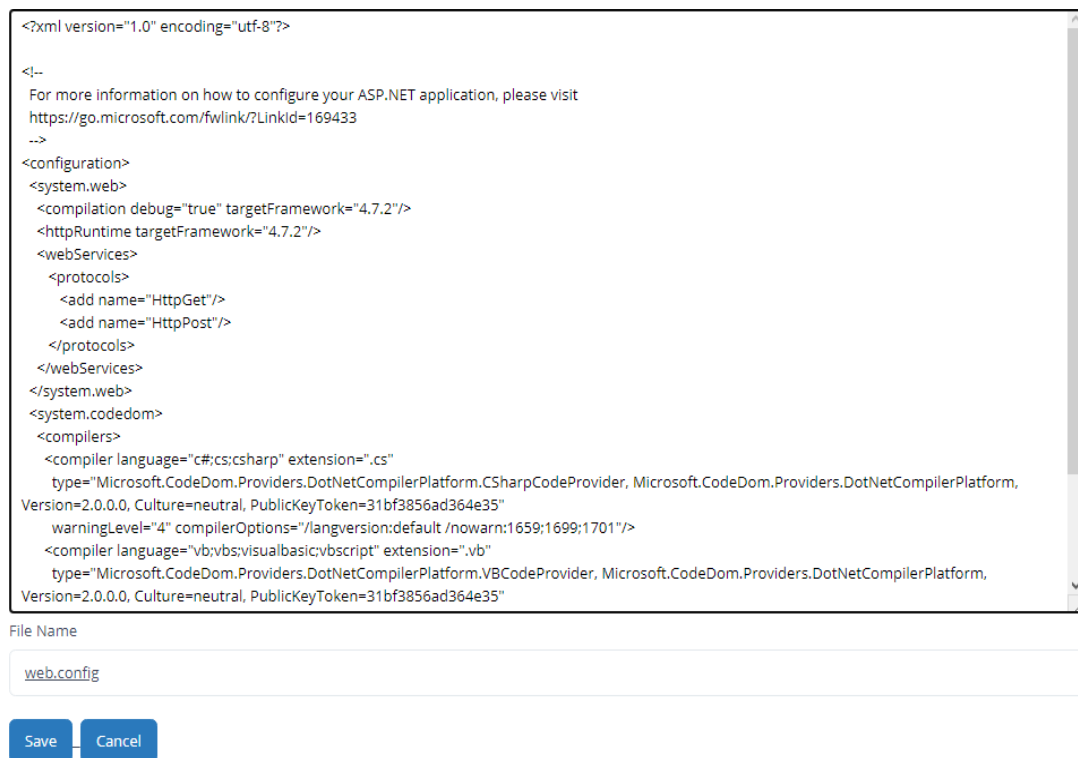 <?xml version="1.0" encoding="utf-8"?>
<!--
For more information on how to configure your ASP.NET application, please visit
https://go.microsoft.com/fwlink/?LinkId=169433
-->
<configuration>
<system.web>
<compilation debug="true" targetFramework="4.7.2"/>
<httpRuntime targetFramework="4.7.2"/>
<webServices>
<protocols>
<add name="HttpGet"/>
<add name="HttpPost"/>
</protocols>
</webServices>
</system.web>
<system.codedom>
<compilers>
<compiler language="c#;cs;csharp" extension=".cs"
type="Microsoft.CodeDom.Providers.DotNetCompilerPlatform.CSharpCodeProvider, Microsoft.CodeDom.Providers.DotNetCompilerPlatform,
Version=2.0.0.0, Culture=neutral, PublicKeyToken=31bf3856ad364e35"
warningLevel="4" compilerOptions="/langversion:default /nowarn:1659;1699;1701"/>
<compiler language="vb;vbs;visualbasic;vbscript" extension=".vb"
type="Microsoft.CodeDom.Providers.DotNetCompilerPlatform.VBCodeProvider, Microsoft.CodeDom.Providers.DotNetCompilerPlatform,
Version=2.0.0.0, Culture=neutral, PublicKeyToken=31bf3856ad364e35"
File Name
web.config
Save Cancel